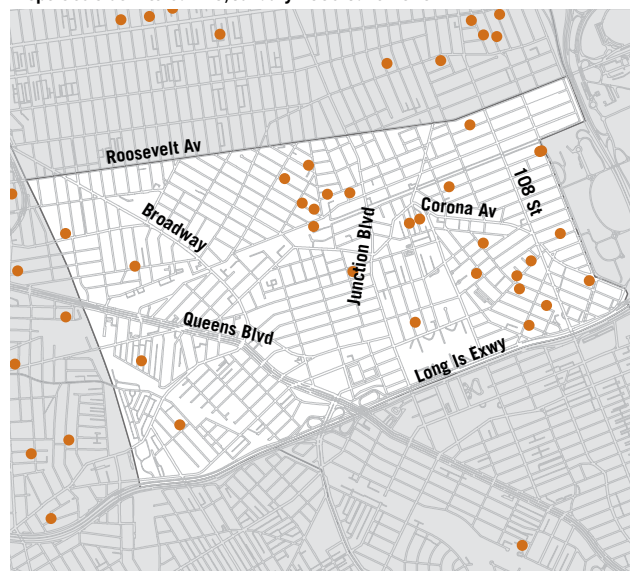 Roosevelt Av
108 St
Corona Av
Broadway
Junction Blvd
Queens Blvd
Long Is Exwy